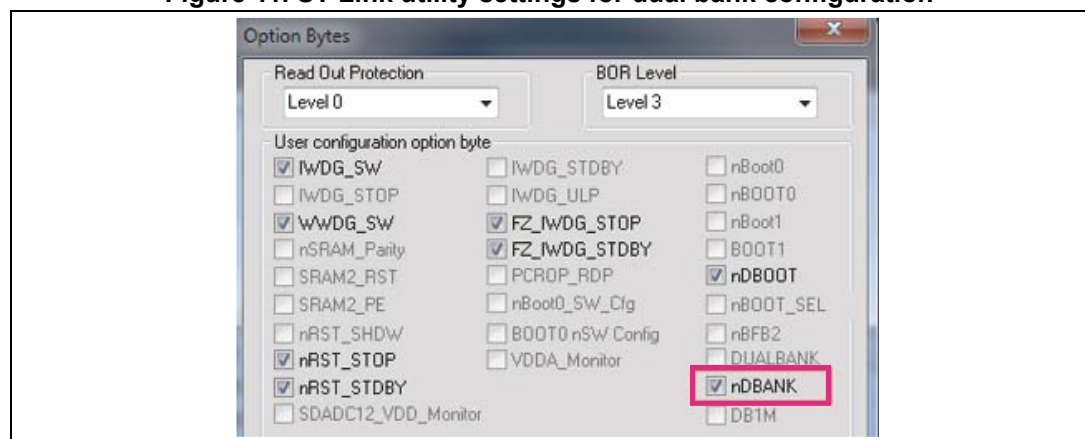 Figure 77. ST-Link utility settings for dual bank configuration
Option Bytes
Read Out Protection
BOR Level
Level 0
Level 3
User configuration option byte
IWDG_SW
IWDG_STDBY
nBoot0
IWDG_STOP
IWDG_ULP
nBOOT0
WWDG_SW
FZ_IWDG_STOP
nBoot1
nSRAM_Parity
FZ_IWDG_STDBY
BOOT1
SRAM2_RST
PCROP_RDP
nDBOOT
SRAM2_PE
nBoot0_SW_Cfg
nBOOT_SEL
nRST_SHDW
BOOT0 nSW Config
nBFB2
nRST_STOP
VDDA_Monitor
DUALBANK
nRST_STDBY
nDBANK
SDADC12_VDD_Monitor
DB1M